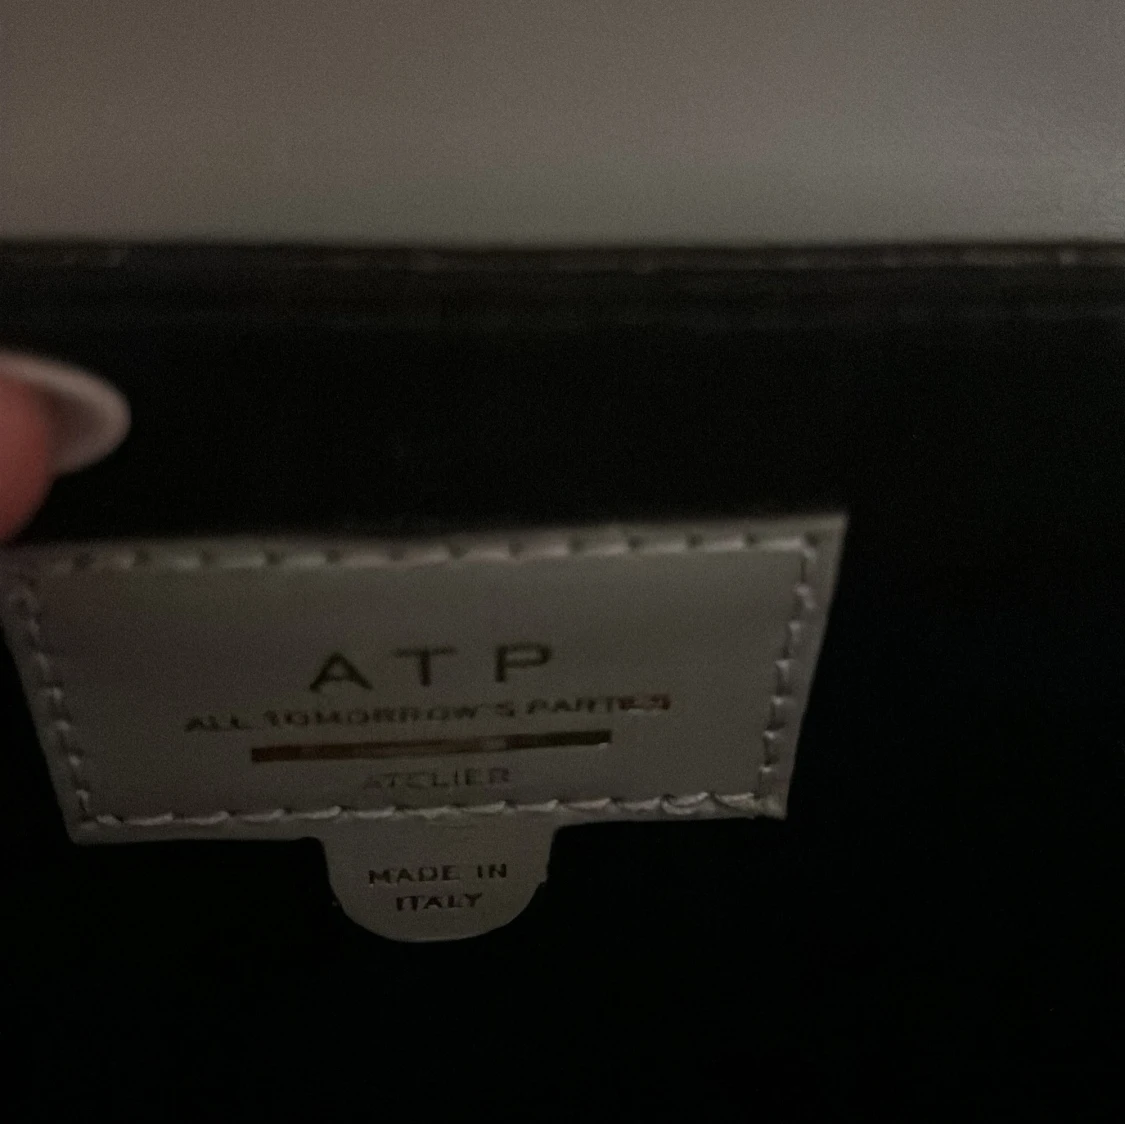 ATP
ALL TOMORROW'S PARTIES
ATELIER
MADE IN
ITALY